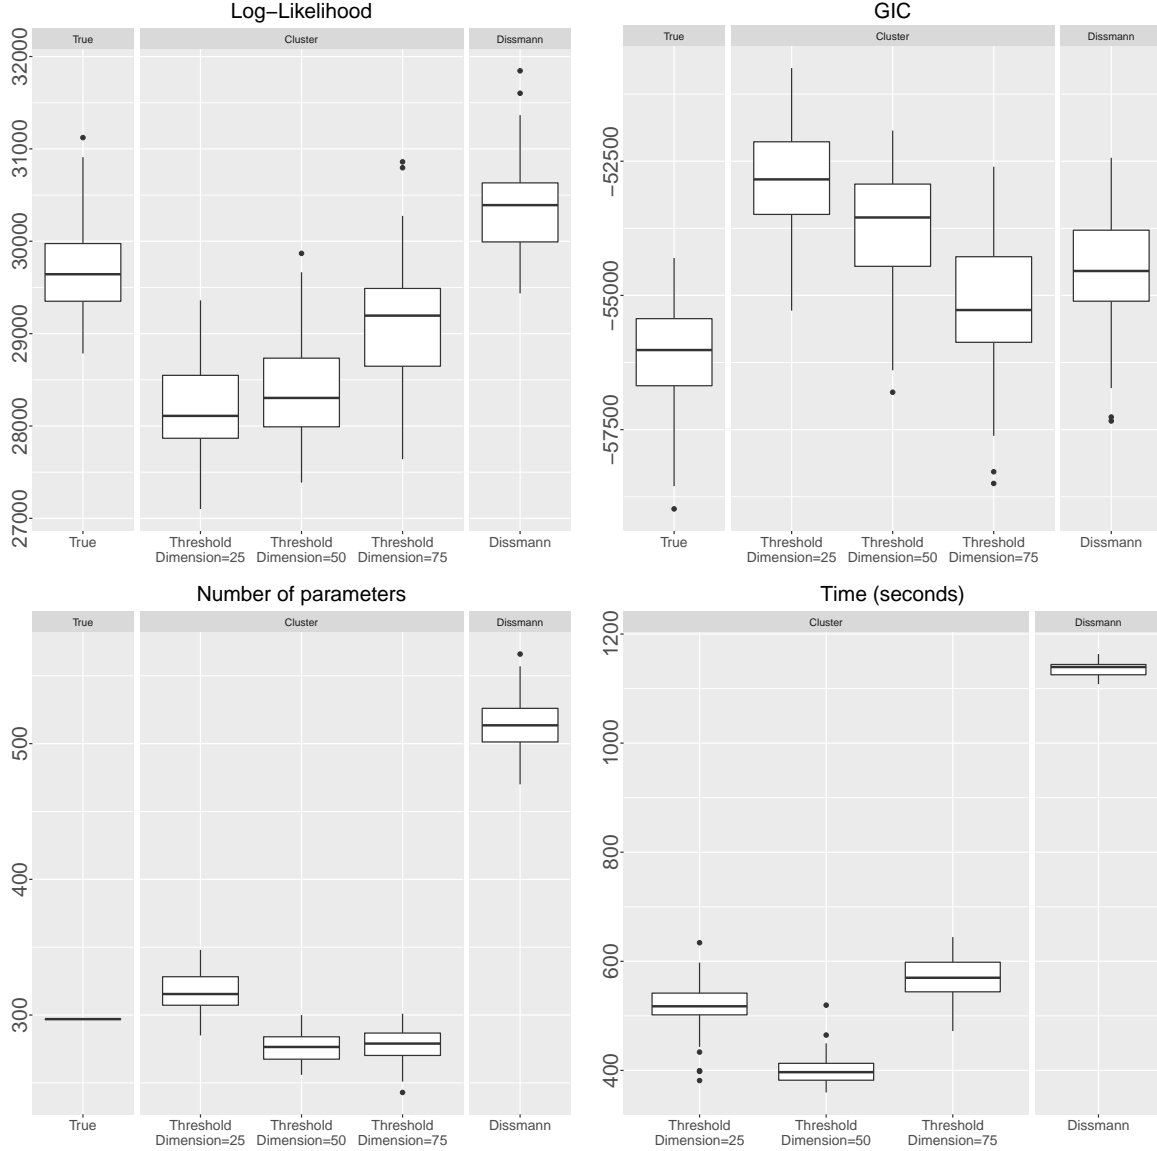 Log−Likelihood
True
Cluster
Dissmann
32000
31000
30000
29000
28000
27000
True
Threshold
Dimension=25
Threshold
Dimension=50
Threshold
Dimension=75
Dissmann
GIC
True
Cluster
Dissmann
−52500
−55000
−57500
True
Threshold
Dimension=25
Threshold
Dimension=50
Threshold
Dimension=75
Dissmann
Number of parameters
True
Cluster
Dissmann
500
400
300
True
Threshold
Dimension=25
Threshold
Dimension=50
Threshold
Dimension=75
Dissmann
Time (seconds)
Cluster
Dissmann
1200
1000
800
600
400
Threshold
Dimension=25
Threshold
Dimension=50
Threshold
Dimension=75
Dissmann